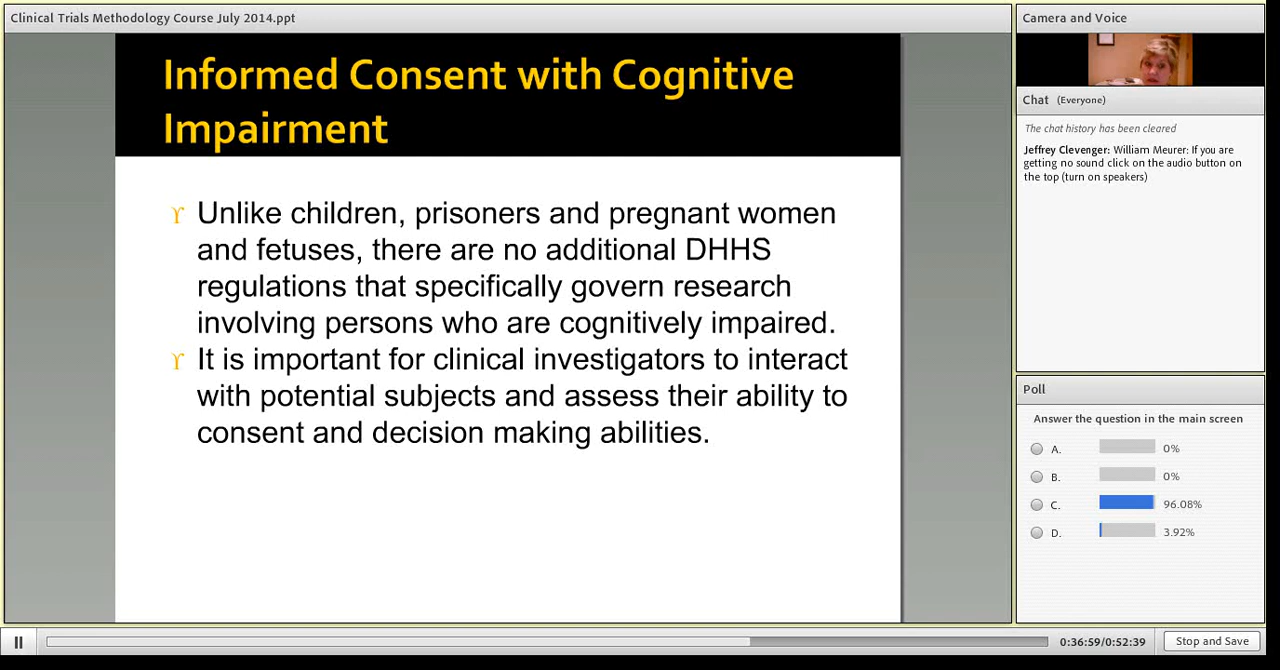 Clinical Trials Methodology Course July 2014.ppt
Informed Consent with Cognitive
Impairment
Unlike children, prisoners and pregnant women
and fetuses, there are no additional DHHS
regulations that specifically govern research
involving persons who are cognitively impaired.
It is important for clinical investigators to interact
with potential subjects and assess their ability to
consent and decision making abilities.
Camera and Voice
Chat (Everyone)
The chat history has been cleared
Jeffrey Clevenger: William Meurer: If you are
getting no sound click on the audio button on
the top (turn on speakers)
Poll
Answer the question in the main screen
A. 0%
B. 0%
C. 96.08%
D. 3.92%
0:36:59/0:52:39
Stop and Save